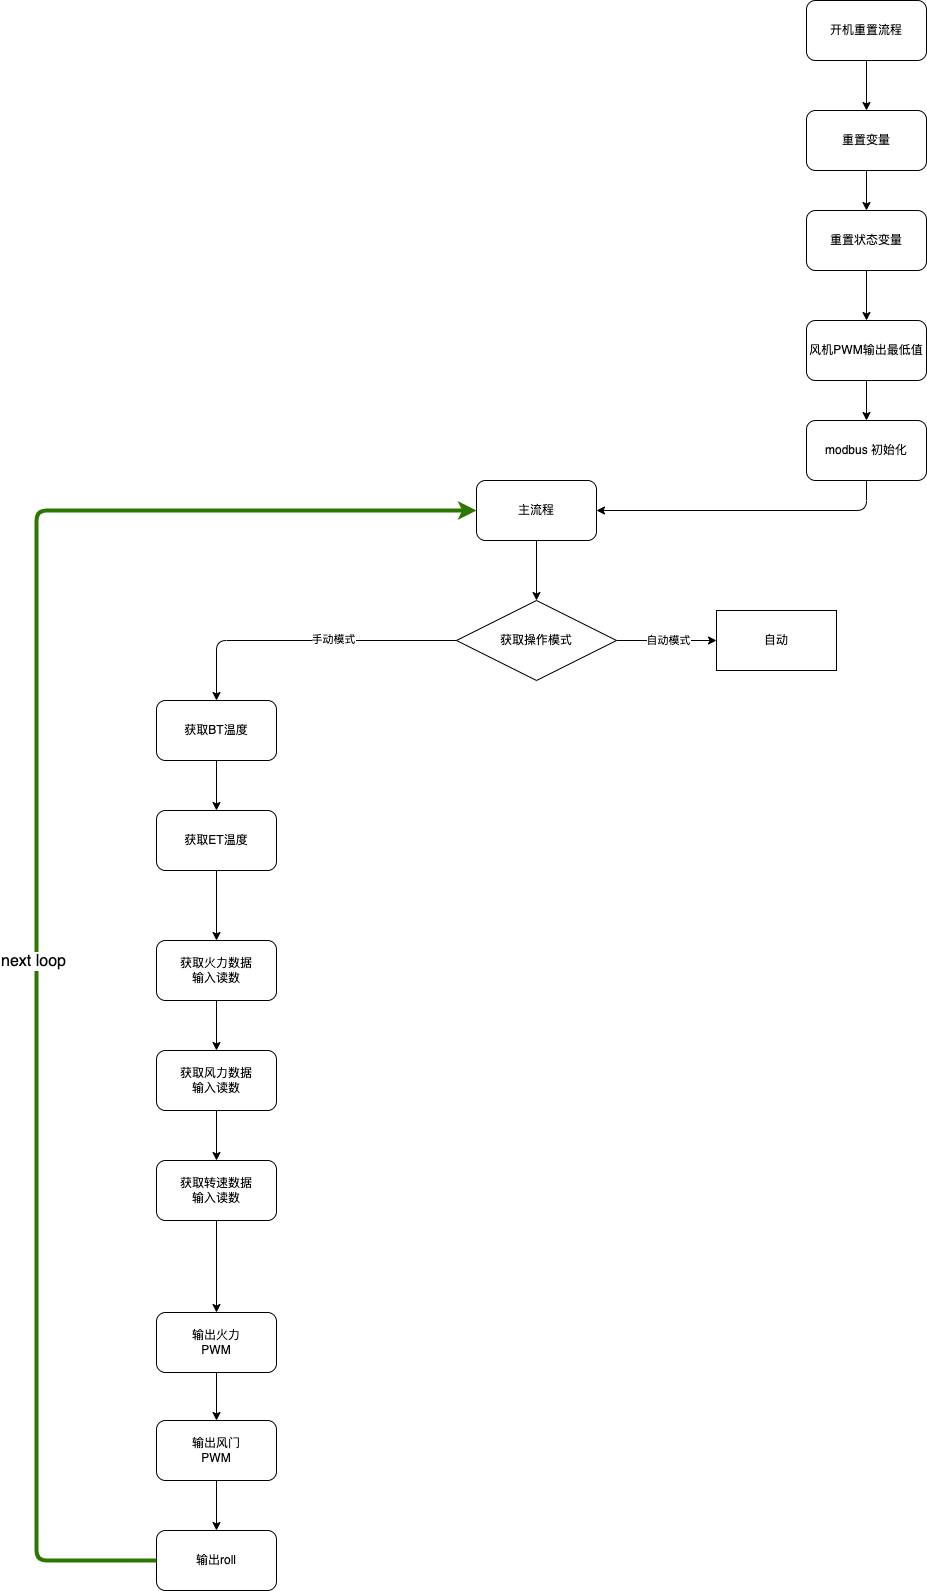 开机重置流程
重置变量
重置状态变量
风机PWM输出最低值
modbus 初始化
主流程
获取操作模式
手动模式
自动模式
自动
获取BT温度
获取ET温度
next loop
获取火力数据
输入读数
获取风力数据
输入读数
获取转速数据
输入读数
输出火力
PWM
输出风门
PWM
输出roll